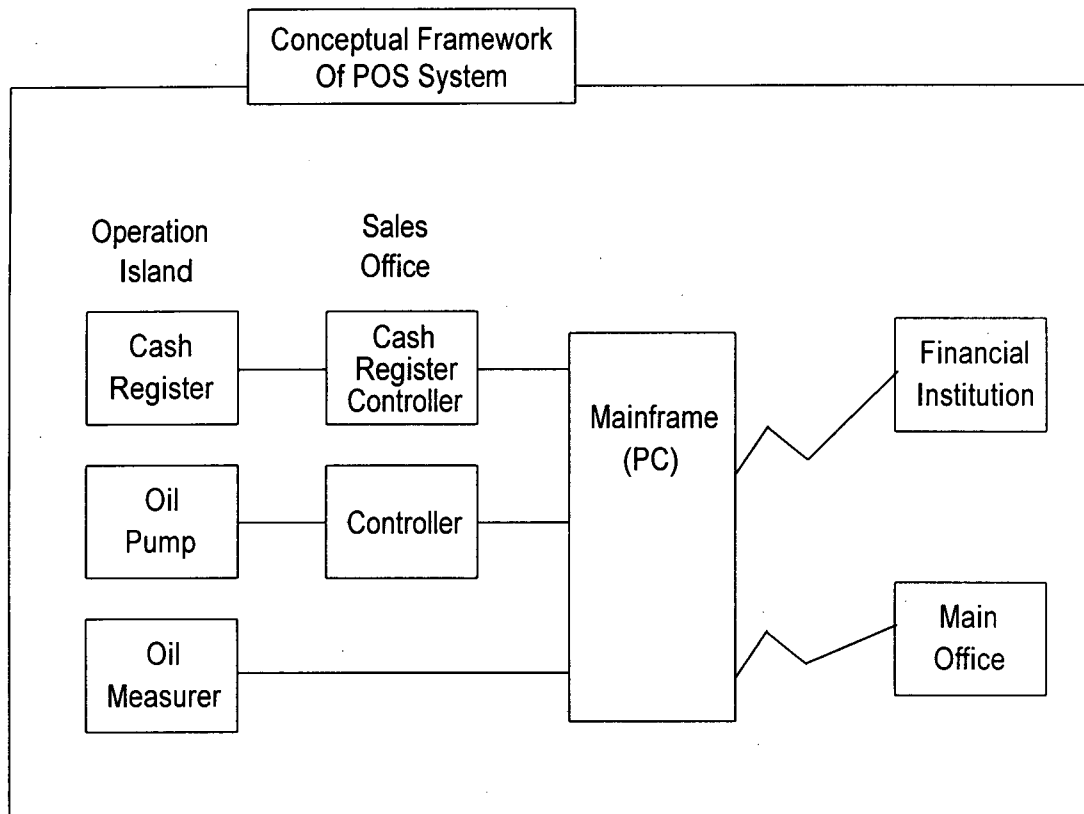 Conceptual Framework
Of POS System
Operation
Island
Sales
Office
Cash
Register
Cash
Register
Controller
Mainframe
(PC)
Financial
Institution
Oil
Pump
Controller
Oil
Measurer
Main
Office